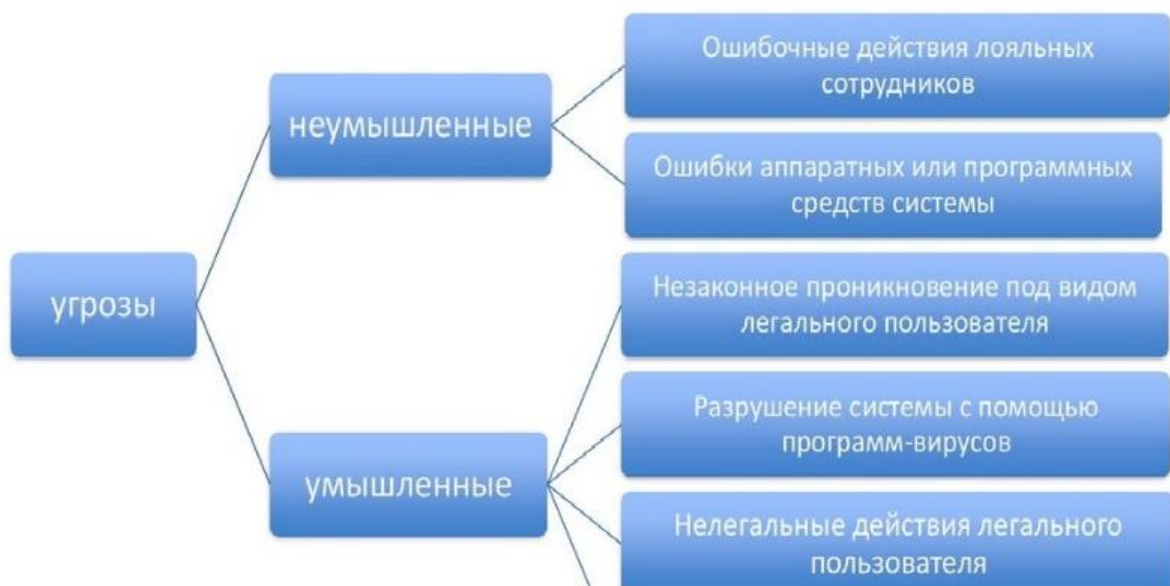 угрозы
неумышленные
Ошибочные действия лояльных
сотрудников
Ошибки аппаратных или программных
средств системы
умышленные
Незаконное проникновение под видом
легального пользователя
Разрушение системы с помощью
программ-вирусов
Нелегальные действия легального
пользователя